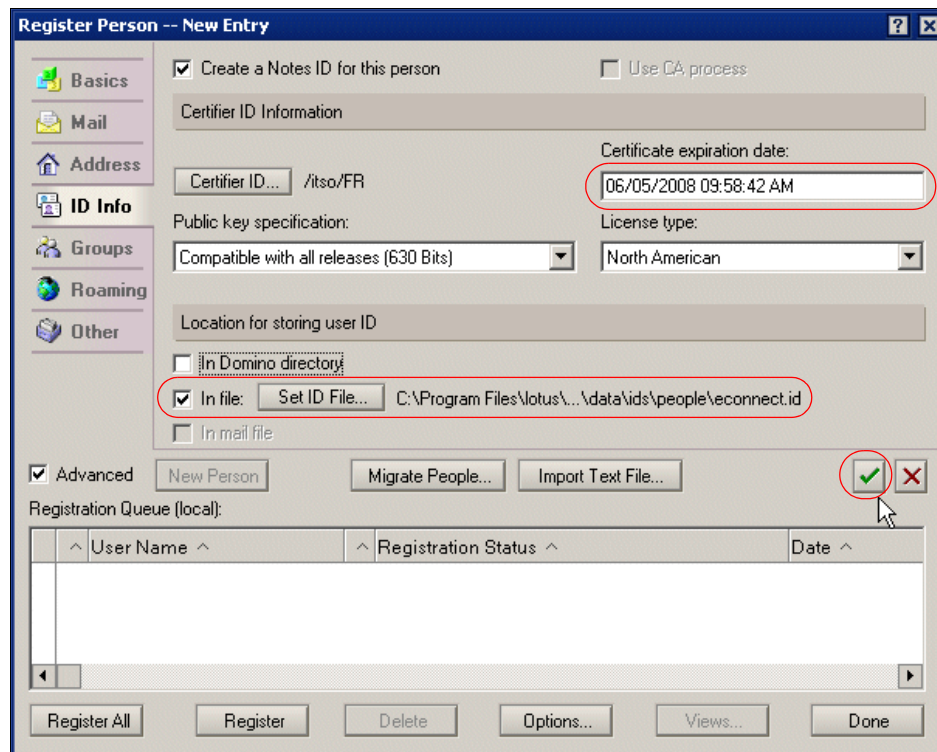 Register Person -- New Entry
Basics
Mail
Address
ID Info
Groups
Roaming
Other
Create a Notes ID for this person
Use CA process
Certifier ID Information
Certificate expiration date:
Certifier ID... /itso/FR
06/05/2008 09:58:42 AM
Public key specification:
License type:
Compatible with all releases (630 Bits)
North American
Location for storing user ID
In Domino directory
In file: Set ID File... C:\Program Files\lotus\...\data\ids\people\econnect.id
In mail file
Advanced New Person Migrate People... Import Text File...
Registration Queue (local):
User Name Registration Status Date
Register All Register Delete Options... Views... Done